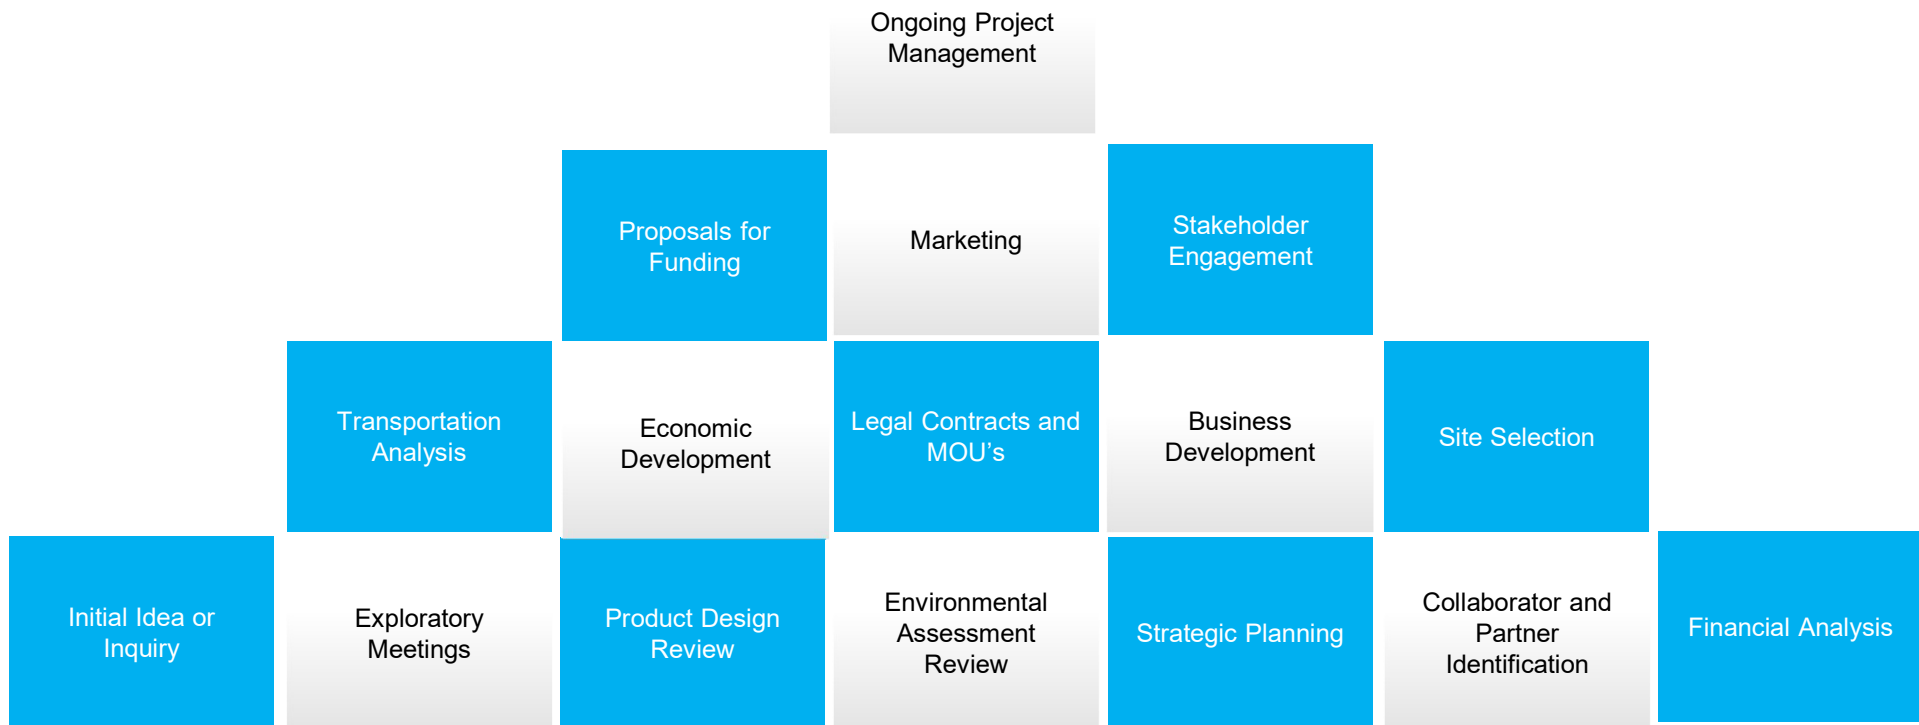 Ongoing Project
Management
Proposals for
Funding
Marketing
Stakeholder
Engagement
Transportation
Analysis
Economic
Development
Legal Contracts and
MOU’s
Business
Development
Site Selection
Initial Idea or
Inquiry
Exploratory
Meetings
Product Design
Review
Environmental
Assessment
Review
Strategic Planning
Collaborator and
Partner
Identification
Financial Analysis